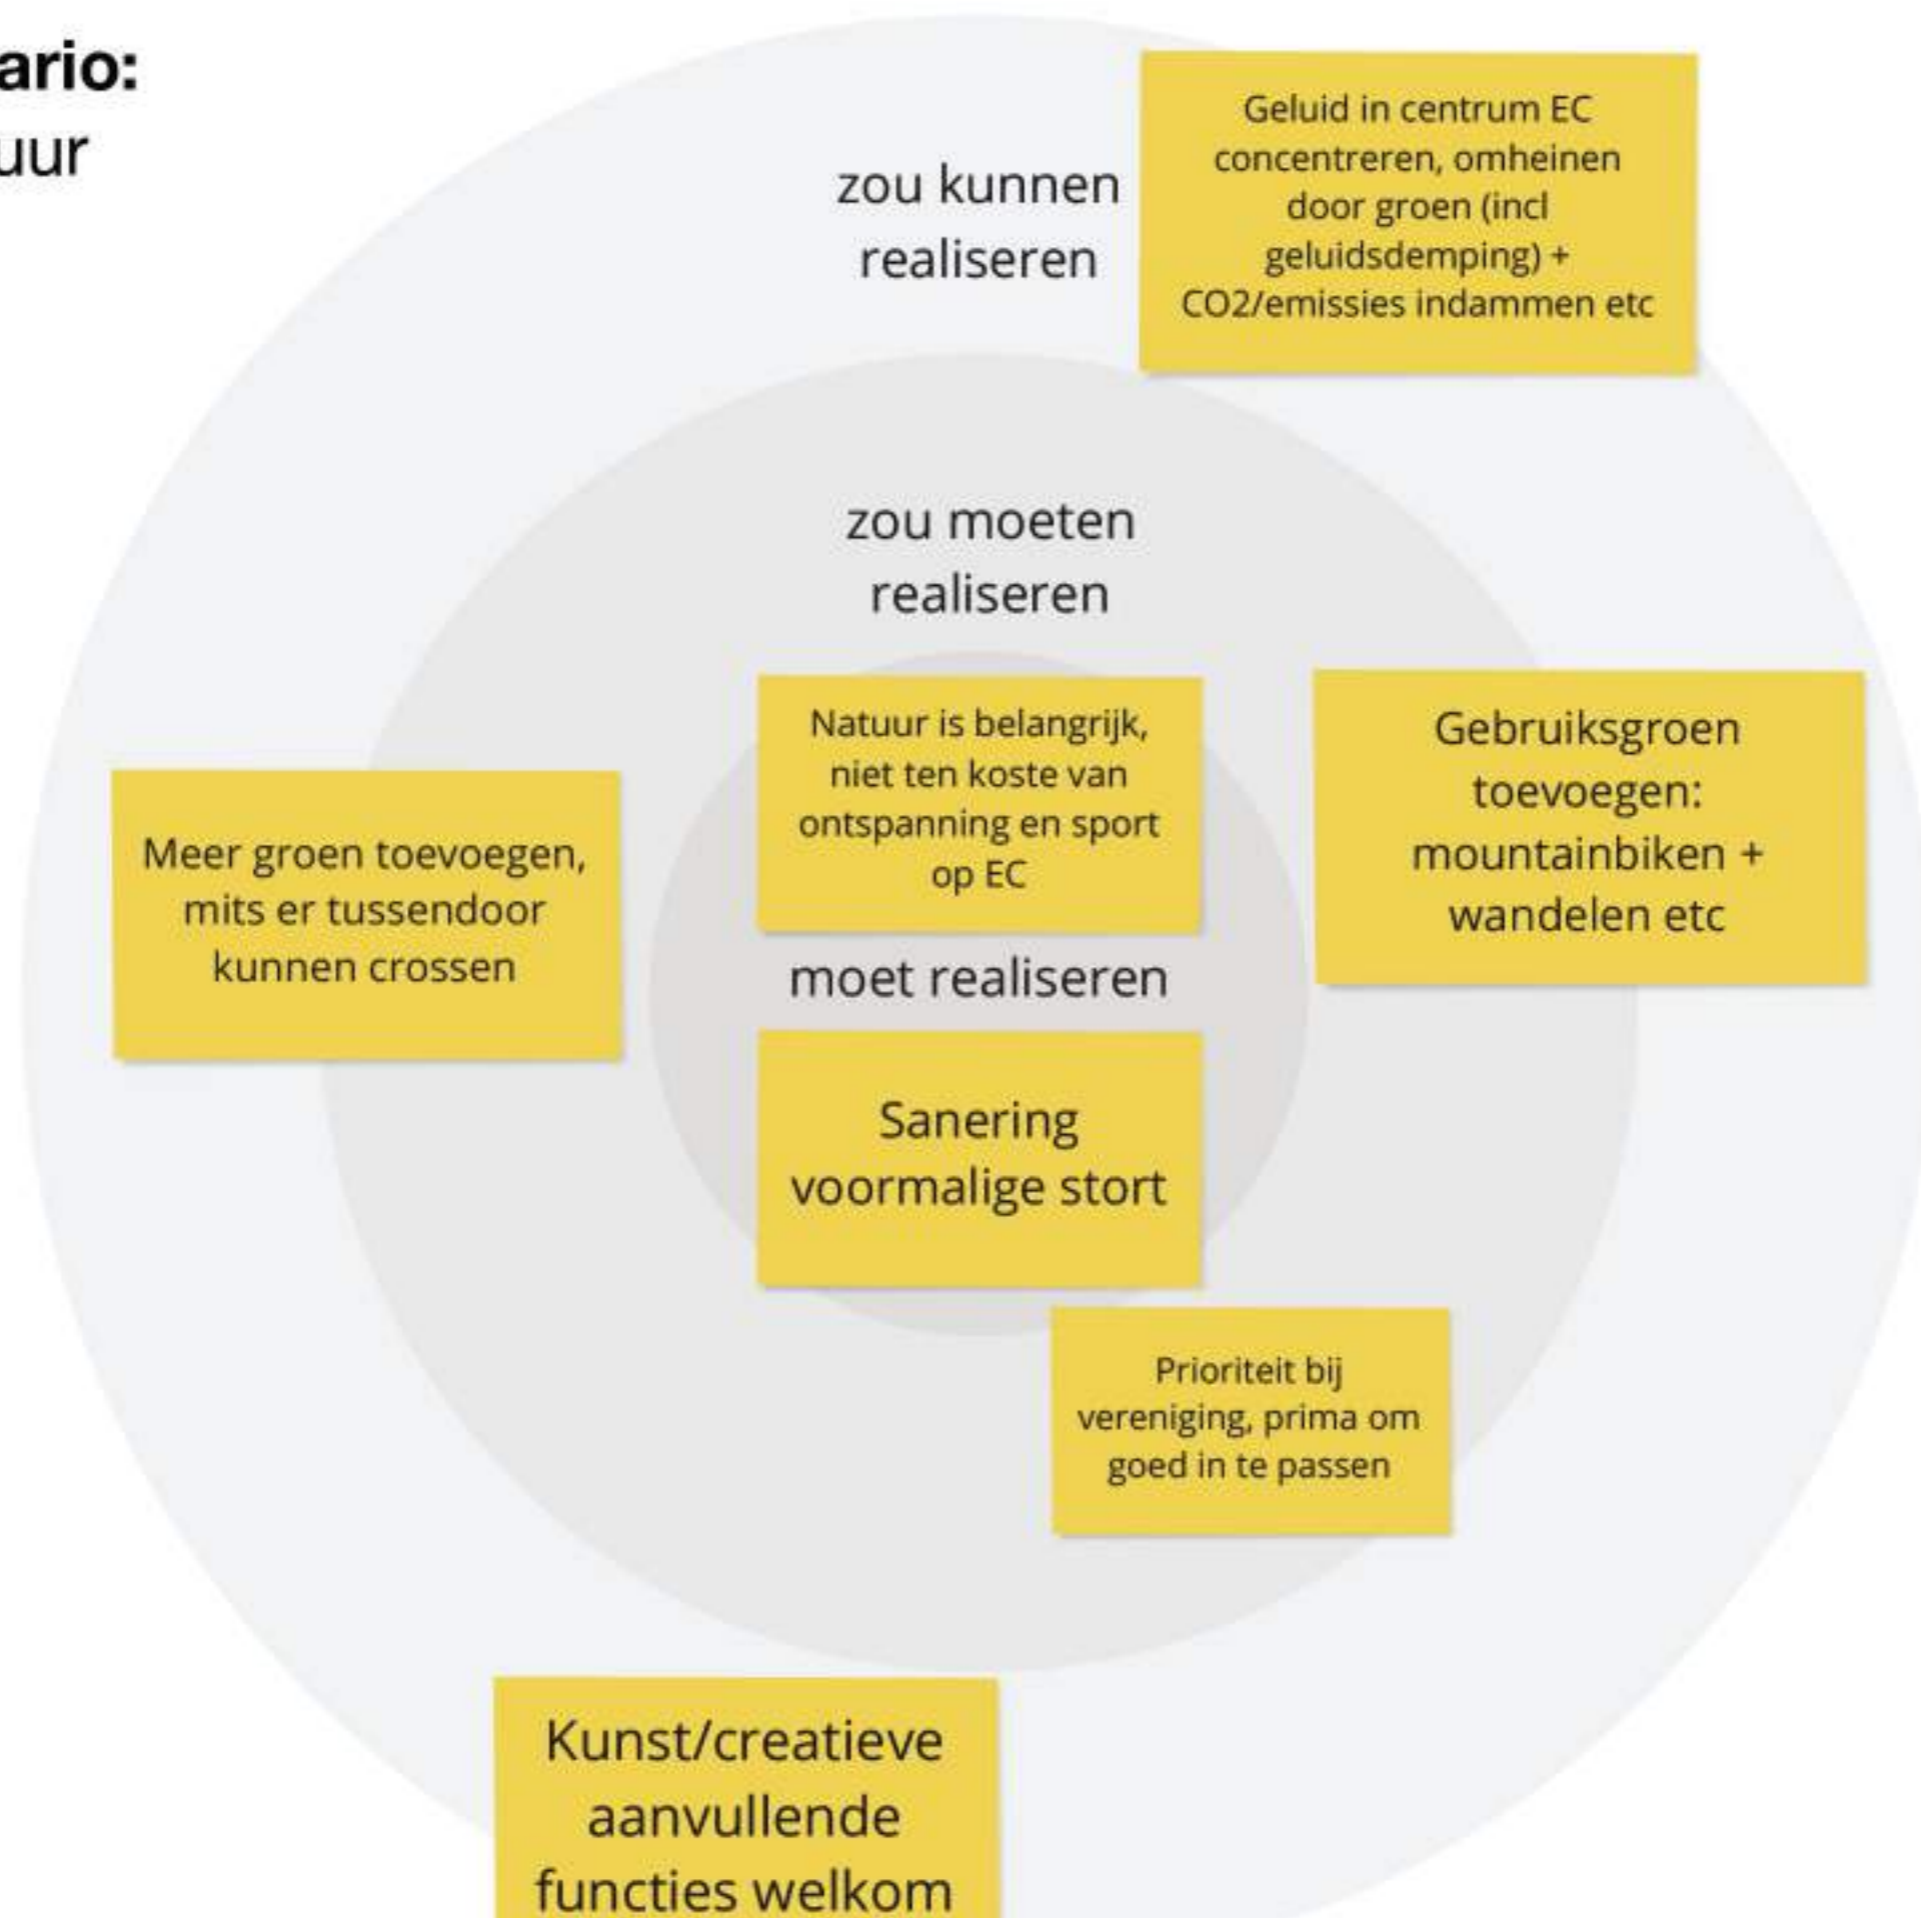 ario:
uur
zou kunnen
realiseren
Geluid in centrum EC
concentreren, omheinen
door groen (incl
geluidsdemping) +
CO2/emissies indammen etc
zou moeten
realiseren
Meer groen toevoegen,
mits er tussendoor
kunnen crossen
Natuur is belangrijk,
niet ten koste van
ontspanning en sport
op EC
Gebruiksgroen
toevoegen:
mountainbiken +
wandelen etc
moet realiseren
Sanering
voormalige stort
Prioriteit bij
vereniging, prima om
goed in te passen
Kunst/creatieve
aanvullende
functies welkom